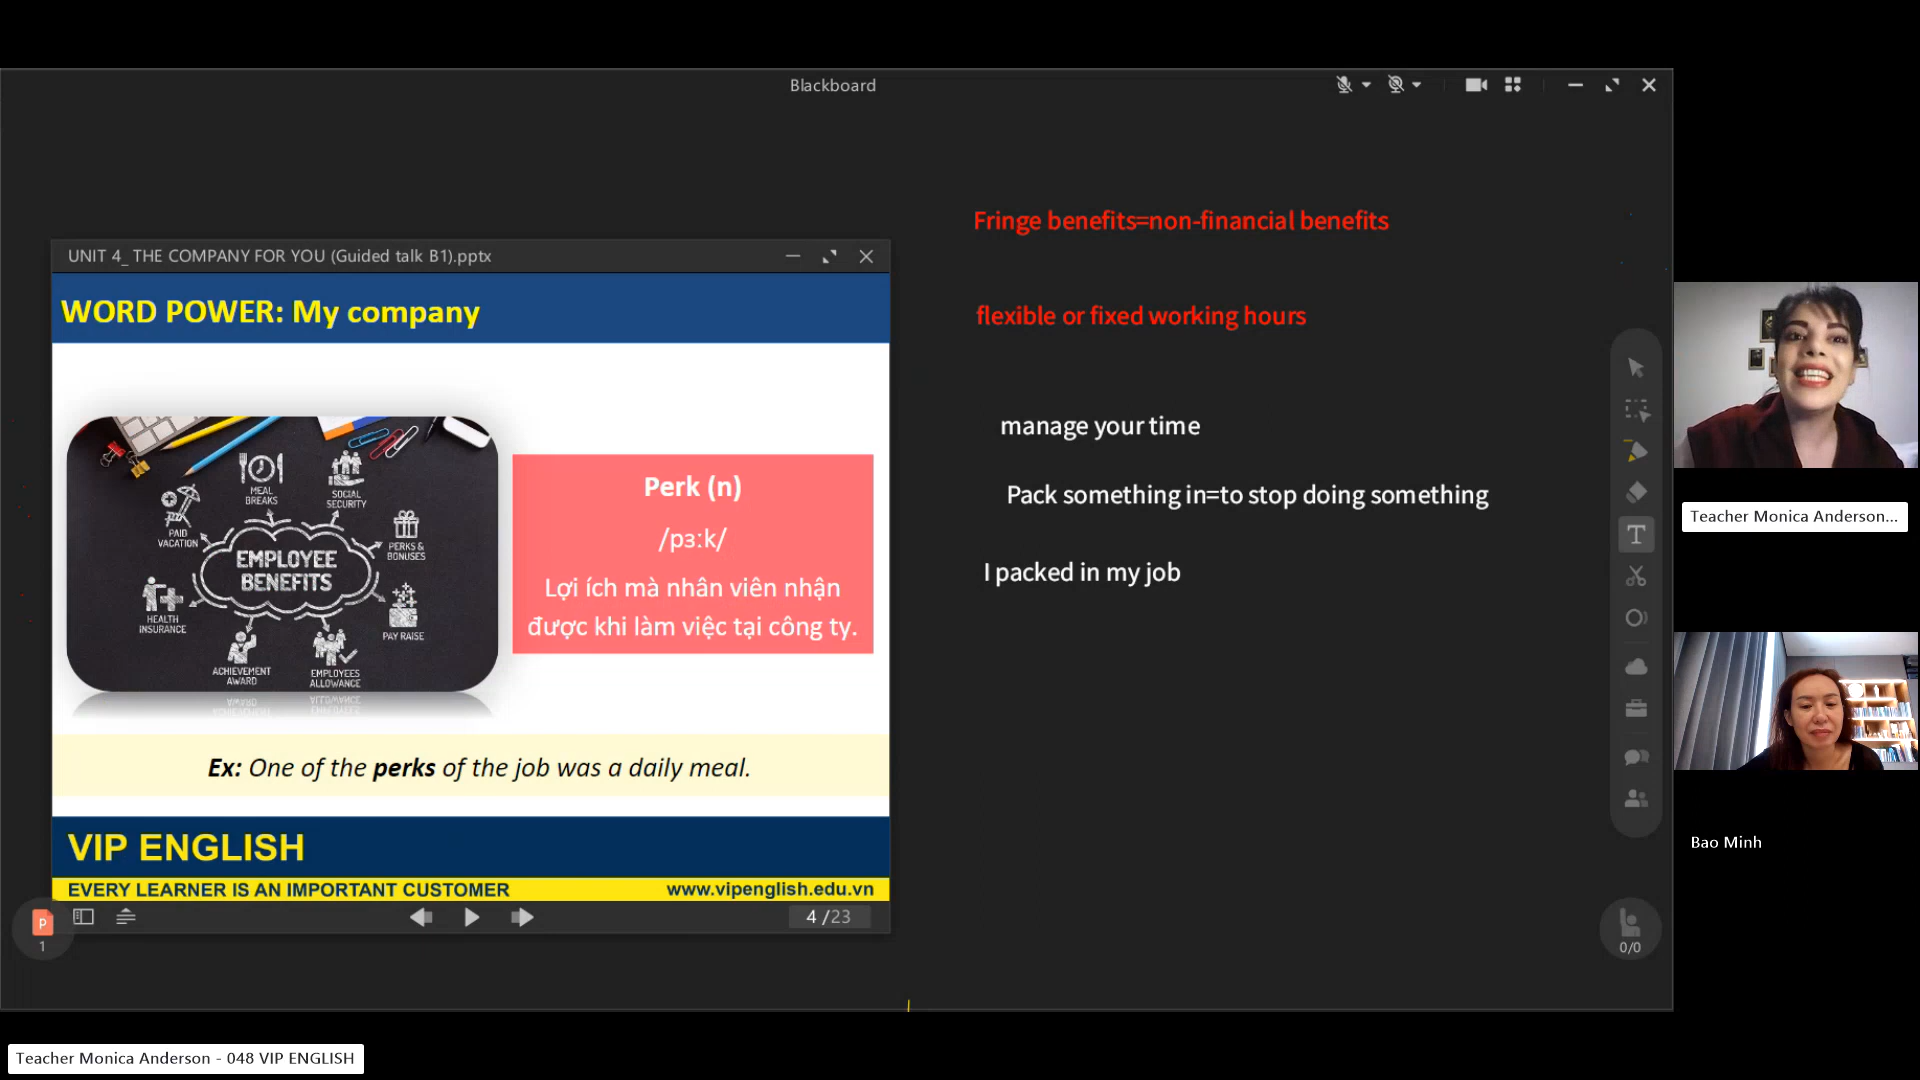 Blackboard
UNIT 4_ THE COMPANY FOR YOU (Guided talk B1).pptx
WORD POWER: My company
MEAL
BREAKS
SOCIAL
SECURITY
PAID
VACATION
PERKS &
BONUSES
EMPLOYEE
BENEFITS
HEALTH
INSURANCE
PAY RAISE
ACHIEVEMENT
AWARD
EMPLOYEES
ALLOWANCE
Perk (n)
/pɜːk/
Lợi ích mà nhân viên nhận
được khi làm việc tại công ty.
Ex: One of the perks of the job was a daily meal.
VIP ENGLISH
EVERY LEARNER IS AN IMPORTANT CUSTOMER
www.vipenglish.edu.vn
P
1
4 /23
Fringe benefits=non-financial benefits
flexible or fixed working hours
manage your time
Pack something in=to stop doing something
I packed in my job
T
0/0
Teacher Monica Anderson...
Bao Minh
Teacher Monica Anderson - 048 VIP ENGLISH